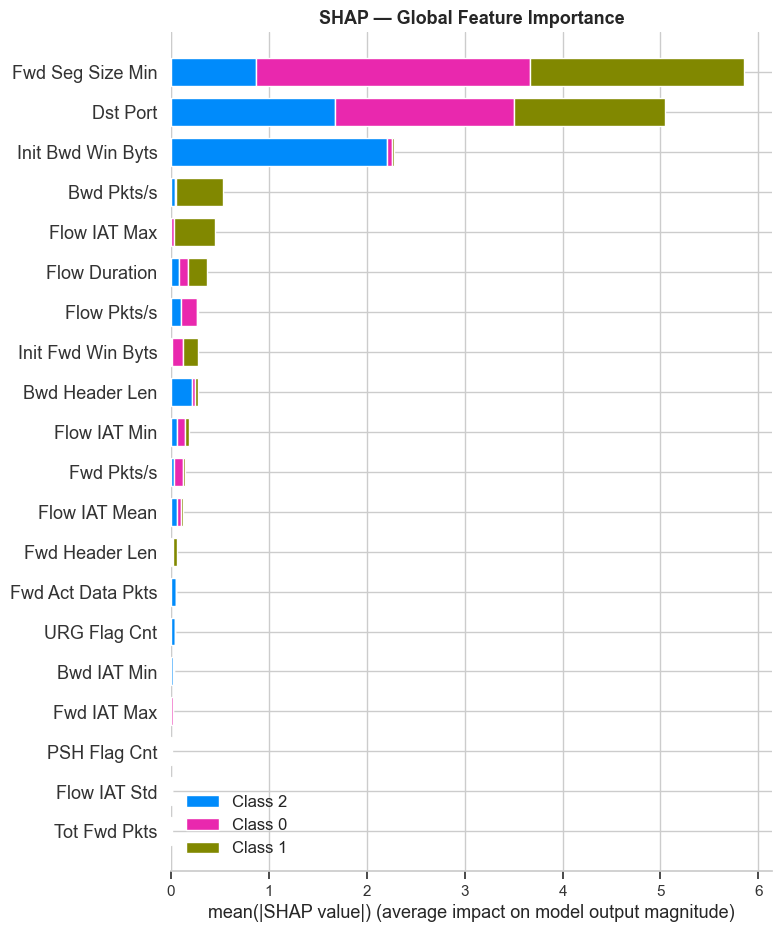 SHAP — Global Feature Importance
Fwd Seg Size Min
Dst Port
Init Bwd Win Byts
Bwd Pkts/s
Flow IAT Max
Flow Duration
Flow Pkts/s
Init Fwd Win Byts
Bwd Header Len
Flow IAT Min
Fwd Pkts/s
Flow IAT Mean
Fwd Header Len
Fwd Act Data Pkts
URG Flag Cnt
Bwd IAT Min
Fwd IAT Max
PSH Flag Cnt
Flow IAT Std
Tot Fwd Pkts
Class 2
Class 0
Class 1
0 1 2 3 4 5 6
mean(|SHAP value|) (average impact on model output magnitude)